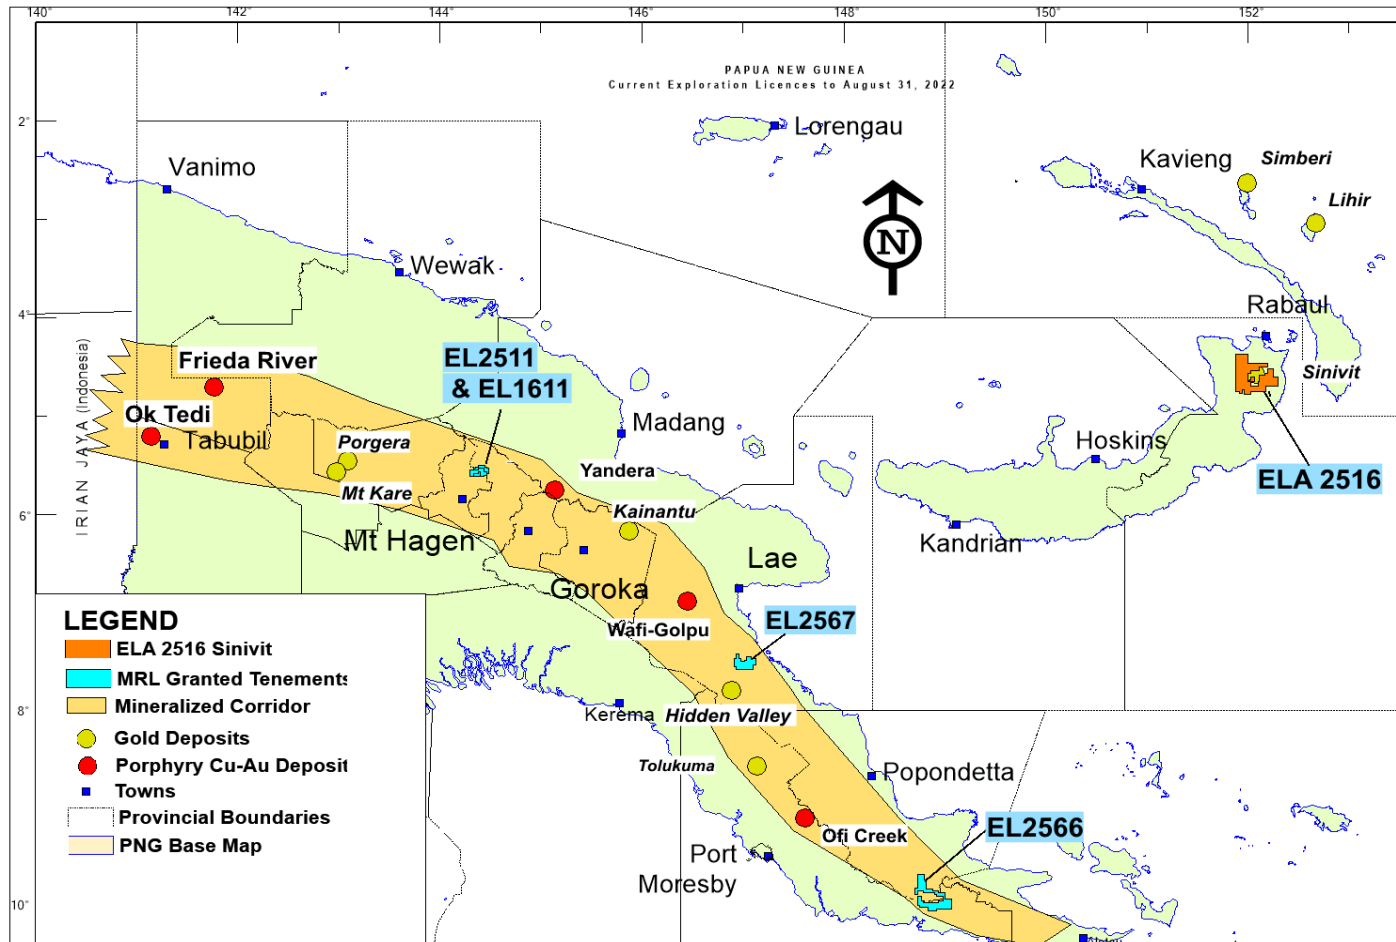 140°
142°
144°
146°
148°
150°
152°
PAPUA NEW GUINEA
Current Exploration Licences to August 31, 2022
2°
4°
6°
8°
10°
Lorengau
Kavieng
Simberi
Lihir
Vanimo
N
Wewak
Rabaul
IRIAN JAYA (Indonesia)
Frieda River
EL2511
& EL1611
Sinivit
Ok Tedi
Tabubil
Porgera
Madang
Hoskins
Yandera
ELA 2516
Mt Kare
Kainantu
Mt Hagen
Kandrian
Lae
Goroka
Wafi-Golpu
EL2567
Kerema
Hidden Valley
Tolukuma
Popondetta
Ofi Creek
EL2566
Port
Moresby
LEGEND
ELA 2516 Sinivit
MRL Granted Tenements
Mineralized Corridor
Gold Deposits
Porphyry Cu-Au Deposit
Towns
Provincial Boundaries
PNG Base Map